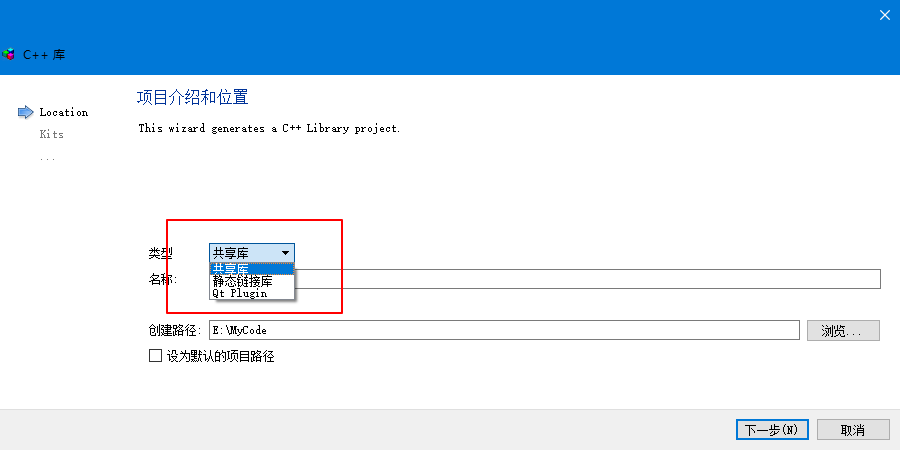 C++ 库
Location
Kits
...
项目介绍和位置
This wizard generates a C++ Library project.
类型
共享库
共享库
静态链接库
Qt Plugin
名称:
创建路径:
E:\MyCode
浏览...
设为默认的项目路径
下一步(N)
取消